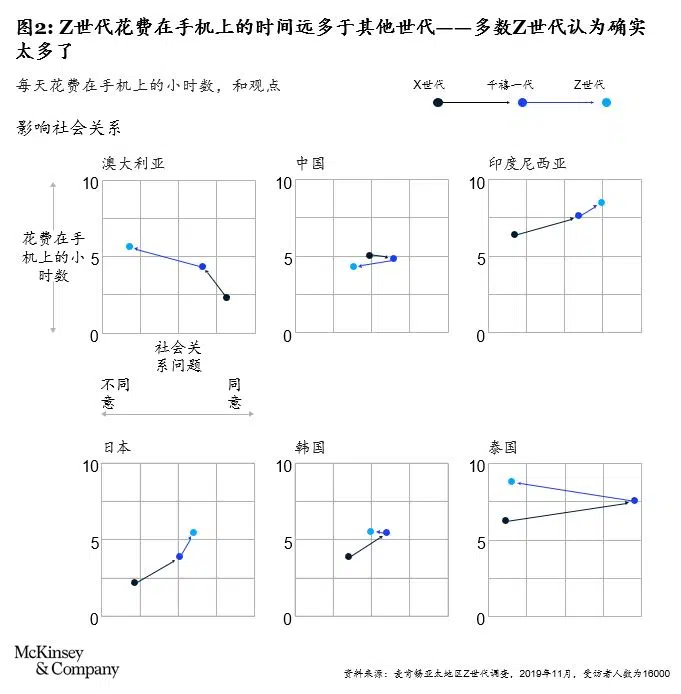 图2: Z世代花费在手机上的时间远多于其他世代——多数Z世代认为确实
太多了
每天花费在手机上的小时数，和观点
X世代 千禧一代 Z世代
影响社会关系
澳大利亚 中国 印度尼西亚
10 10 10
花费在手
机上的小
时数
5 5 5
0 0 0
社会关
系问题
不同
意
同
意
日本 韩国 泰国
10 10 10
5 5 5
0 0 0
McKinsey
& Company
资料来源：麦肯锡亚太地区Z世代调查，2019年11月，受访者人数为16000